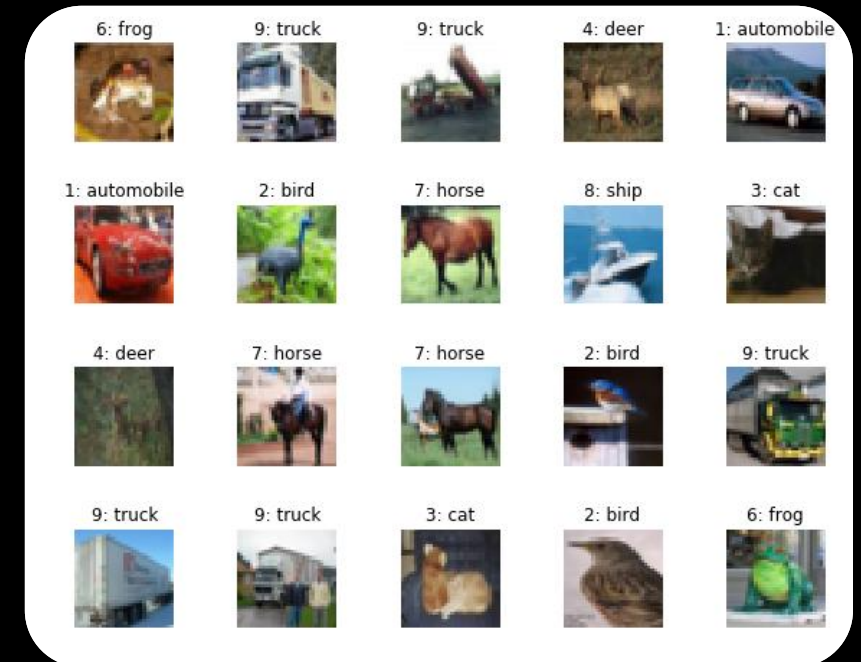 6: frog 9: truck 9: truck 4: deer 1: automobile
1: automobile 2: bird 7: horse 8: ship 3: cat
4: deer 7: horse 7: horse 2: bird 9: truck
9: truck 9: truck 3: cat 2: bird 6: frog